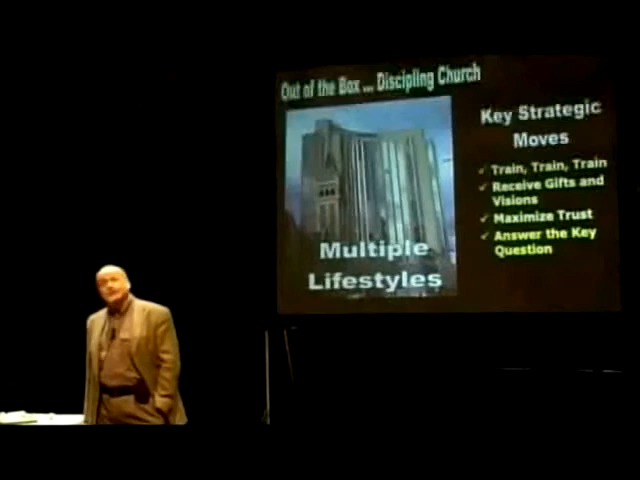 Out of the Box ... Discipling Church
Key Strategic
Moves
✓ Train, Train, Train
✓ Receive Gifts and
Visions
✓ Maximize Trust
✓ Answer the Key
Question
Multiple
Lifestyles